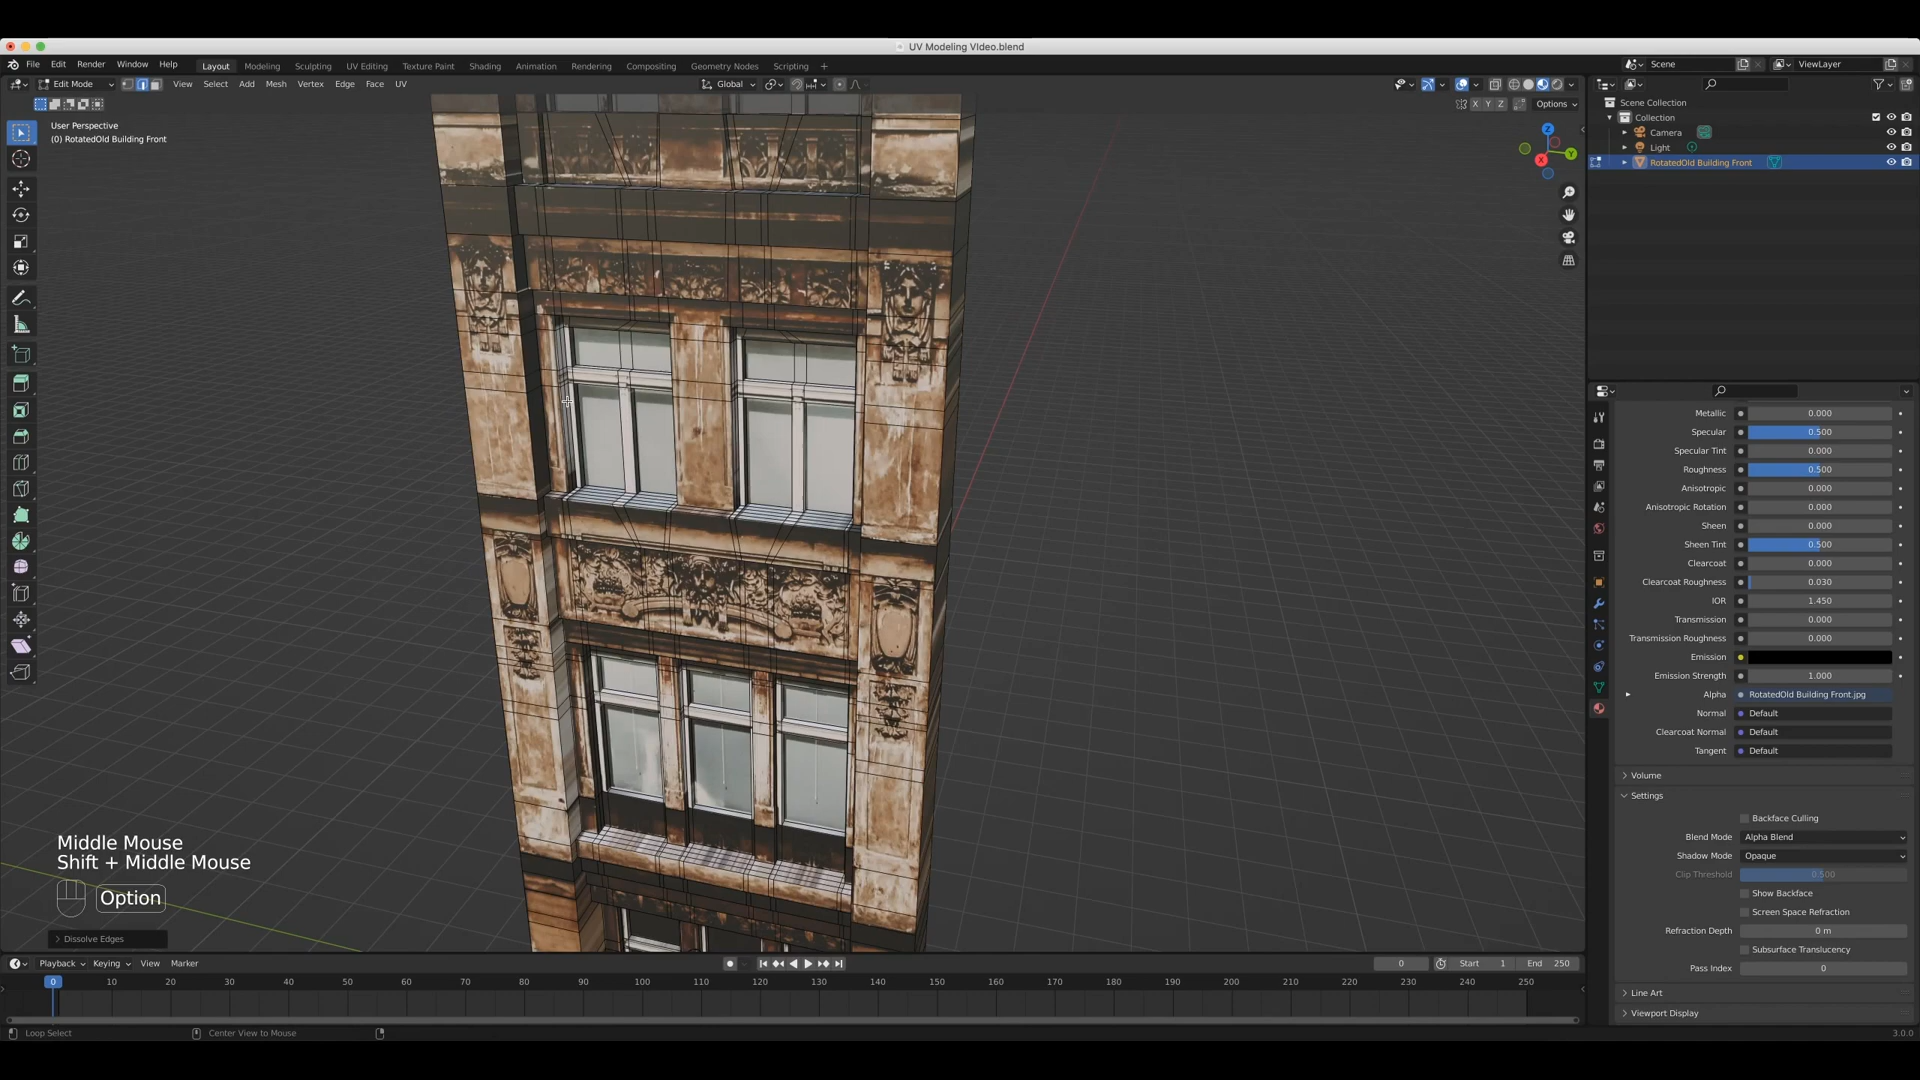 UV Modeling VIdeo.blend
File Edit Render Window Help Layout Modeling Sculpting UV Editing Texture Paint Shading Animation Rendering Compositing Geometry Nodes Scripting + Scene ViewLayer
Edit Mode View Select Add Mesh Vertex Edge Face UV Global
X Y Z Options
User Perspective
(0) RotatedOld Building Front
Z
Y
X
Scene Collection
Collection
Camera
Light
RotatedOld Building Front
Metallic 0.000
Specular 0.500
Specular Tint 0.000
Roughness 0.500
Anisotropic 0.000
Anisotropic Rotation 0.000
Sheen 0.000
Sheen Tint 0.500
Clearcoat 0.000
Clearcoat Roughness 0.030
IOR 1.450
Transmission 0.000
Transmission Roughness 0.000
Emission
Emission Strength 1.000
Alpha RotatedOld Building Front.jpg
Normal Default
Clearcoat Normal Default
Tangent Default
Volume
Settings
Backface Culling
Blend Mode Alpha Blend
Shadow Mode Opaque
Clip Threshold 0.500
Show Backface
Screen Space Refraction
Refraction Depth 0 m
Subsurface Translucency
Pass Index 0
Line Art
Viewport Display
Middle Mouse
Shift + Middle Mouse
Option
Dissolve Edges
Playback Keying View Marker 0 Start 1 End 250
0 10 20 30 40 50 60 70 80 90 100 110 120 130 140 150 160 170 180 190 200 210 220 230 240 250
Loop Select Center View to Mouse 3.0.0